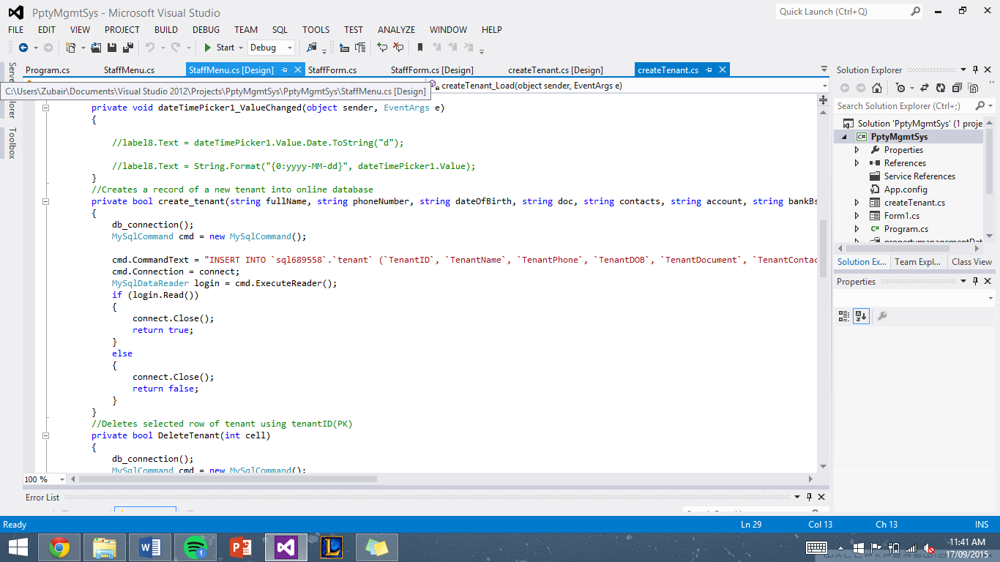 PptyMgmtSys - Microsoft Visual Studio
Quick Launch (Ctrl+Q)
FILE EDIT VIEW PROJECT BUILD DEBUG TEAM SQL TOOLS TEST ANALYZE WINDOW HELP
Start Debug
Program.cs StaffMenu.cs StaffMenu.cs [Design] StaffForm.cs StaffForm.cs [Design] createTenant.cs [Design] createTenant.cs
C:\Users\Zubair\Documents\Visual Studio 2012\Projects\PptyMgmtSys\PptyMgmtSys\StaffMenu.cs [Design]
createTenant_Load(object sender, EventArgs e)
Toolbox
private void dateTimePicker1_ValueChanged(object sender, EventArgs e)
{
//label8.Text = dateTimePicker1.Value.Date.ToString("d");
//label8.Text = String.Format("{0:yyyy-MM-dd}", dateTimePicker1.Value);
}
//Creates a record of a new tenant into online database
private bool create_tenant(string fullName, string phoneNumber, string dateOfBirth, string doc, string contacts, string account, string bankBs
{
db_connection();
MySqlCommand cmd = new MySqlCommand();
cmd.CommandText = "INSERT INTO `sql689558`.`tenant` (`TenantID`, `TenantName`, `TenantPhone`, `TenantDOB`, `TenantDocument`, `TenantContac
cmd.Connection = connect;
MySqlDataReader login = cmd.ExecuteReader();
if (login.Read())
{
connect.Close();
return true;
}
else
{
connect.Close();
return false;
}
}
//Deletes selected row of tenant using tenantID(PK)
private bool DeleteTenant(int cell)
{
db_connection();
MySqlCommand cmd = new MySqlCommand();
100 %
Error List
Solution Explorer
Search Solution Explorer (Ctrl+;)
Solution 'PptyMgmtSys' (1 proje
PptyMgmtSys
Properties
References
Service References
App.config
createTenant.cs
Form1.cs
Program.cs
propertymanagementDat
Solution Ex... Team Expl... Class View
Properties
Ready
Ln 29 Col 13 Ch 13 INS
11:41 AM
17/09/2015